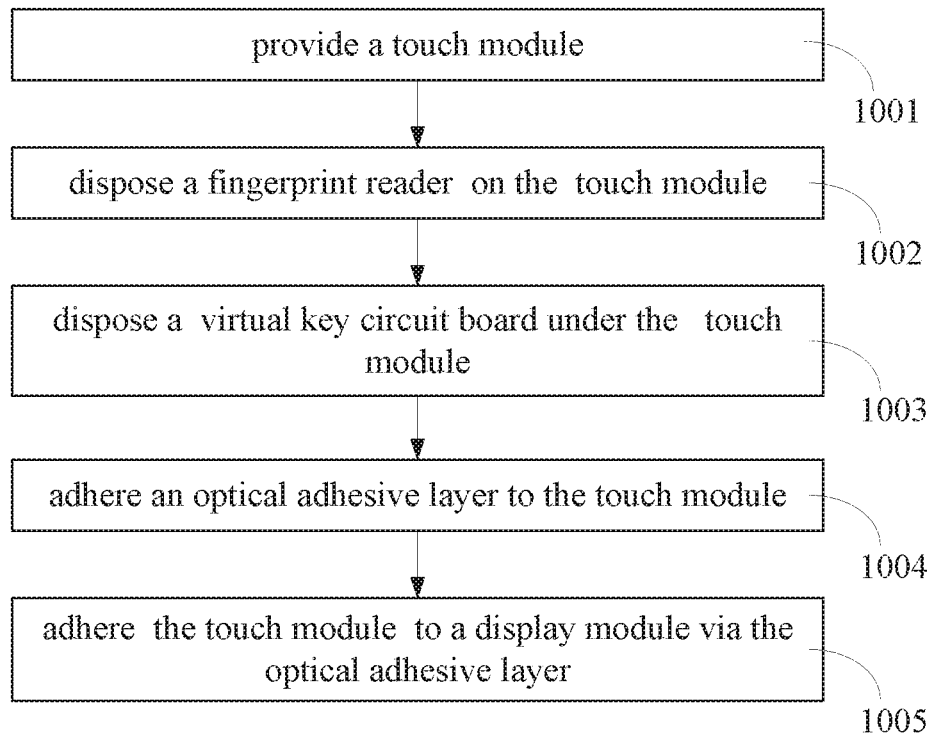 provide a touch module
1001
dispose a fingerprint reader on the touch module
1002
dispose a virtual key circuit board under the touch
module
1003
adhere an optical adhesive layer to the touch module
1004
adhere the touch module to a display module via the
optical adhesive layer
1005